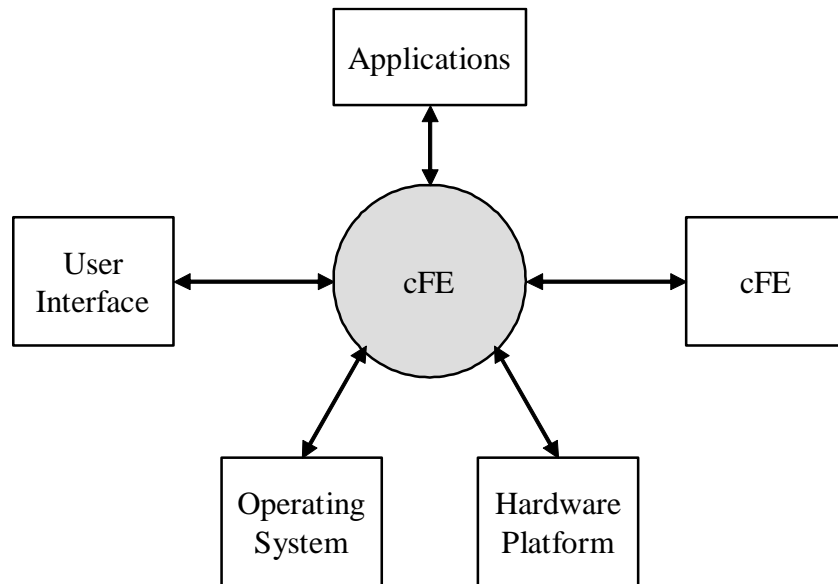 Applications
User
Interface
cFE
cFE
Operating
System
Hardware
Platform